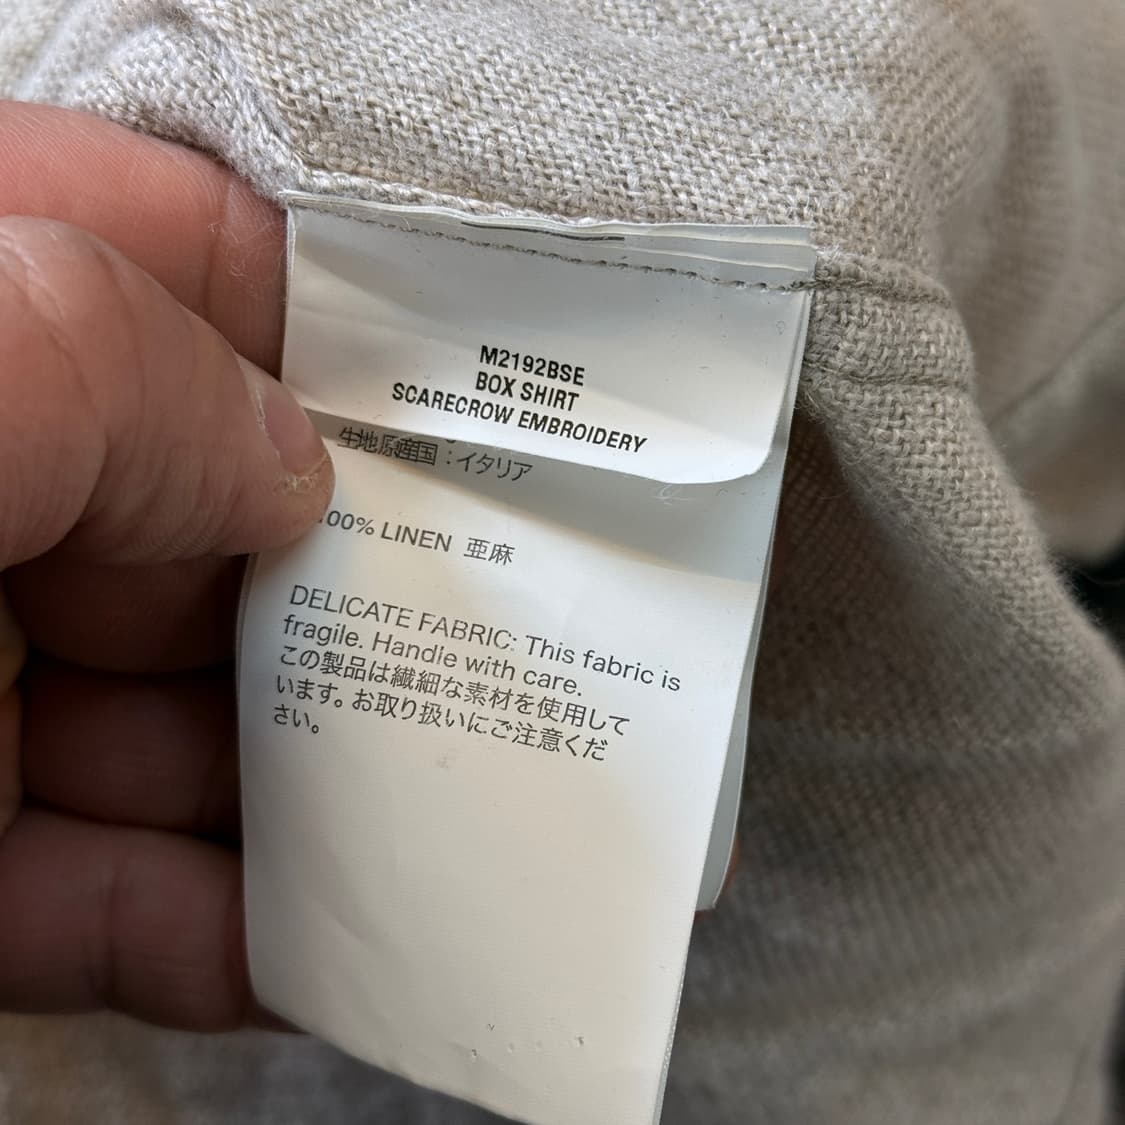 M2192BSE
BOX SHIRT
SCARECROW EMBROIDERY
生地原産国：イタリア
100% LINEN 亜麻
DELICATE FABRIC: This fabric is
fragile. Handle with care.
この製品は繊細な素材を使用して
います。お取り扱いにご注意くだ
さい。